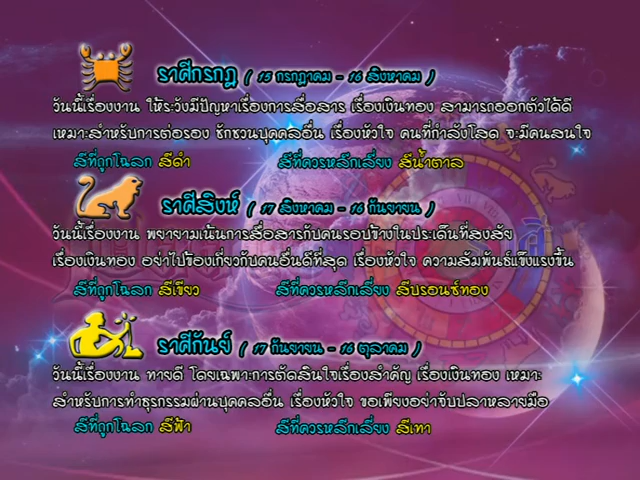 ราศีกรกฎ ( 15 กรกฎาคม - 16 สิงหาคม )
วันนี้เรื่องงาน ให้ระวังมีปัญหาเรื่องการสื่อสาร เรื่องเงินทอง สามารถออกตัวได้ดี
เหมาะสำหรับการต่อรอง ชักชวนบุคคลอื่น เรื่องหัวใจ คนที่กำลังโสด จะมีคนสนใจ
สีที่ถูกโฉลก สีดำ สีที่ควรหลีกเลี่ยง สีน้ำตาล
ราศีสิงห์ ( 17 สิงหาคม - 16 กันยายน )
วันนี้เรื่องงาน พยายามเน้นการสื่อสารกับคนรอบข้างในประเด็นที่สงสัย
เรื่องเงินทอง อย่าไปข้องเกี่ยวกับคนอื่นดีที่สุด เรื่องหัวใจ ความสัมพันธ์แข็งแรงขึ้น
สีที่ถูกโฉลก สีเขียว สีที่ควรหลีกเลี่ยง สีบรอนซ์ทอง
ราศีกันย์ ( 17 กันยายน - 16 ตุลาคม )
วันนี้เรื่องงาน ทายดี โดยเฉพาะการตัดสินใจเรื่องสำคัญ เรื่องเงินทอง เหมาะ
สำหรับการทำธุรกรรมผ่านบุคคลอื่น เรื่องหัวใจ ขอเพียงอย่าจับปลาหลายมือ
สีที่ถูกโฉลก สีฟ้า สีที่ควรหลีกเลี่ยง สีเทา